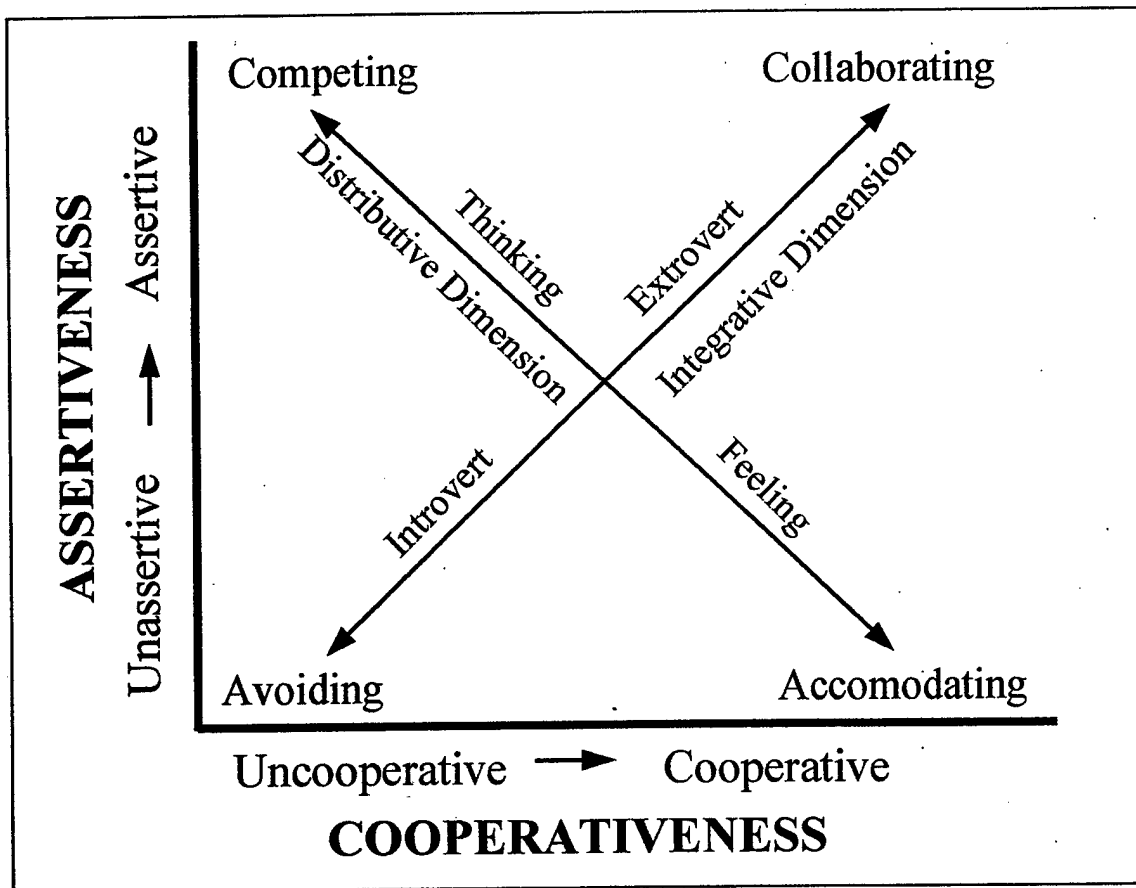 Competing
Collaborating
ASSERTIVENESS
Unassertive → Assertive
Distributive Dimension
Thinking
Extrovert
Integrative Dimension
Introvert
Feeling
Avoiding
Accomodating
Uncooperative → Cooperative
COOPERATIVENESS